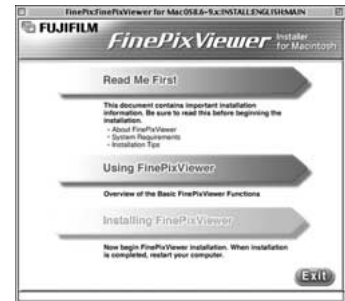 FinePix:FinePixViewer for MacOS8.6-9.x:INSTALL:ENGLISH:MAIN
FUJIFILM
FinePixViewer Installer for Macintosh
Read Me First
This document contains important installation
information. Be sure to read this before beginning the
installation.
- About FinePixViewer
- System Requirements
- Installation Tips
Using FinePixViewer
Overview of the Basic FinePixViewer Functions
Installing FinePixViewer
Now begin FinePixViewer installation. When installation
is completed, restart your computer.
Exit